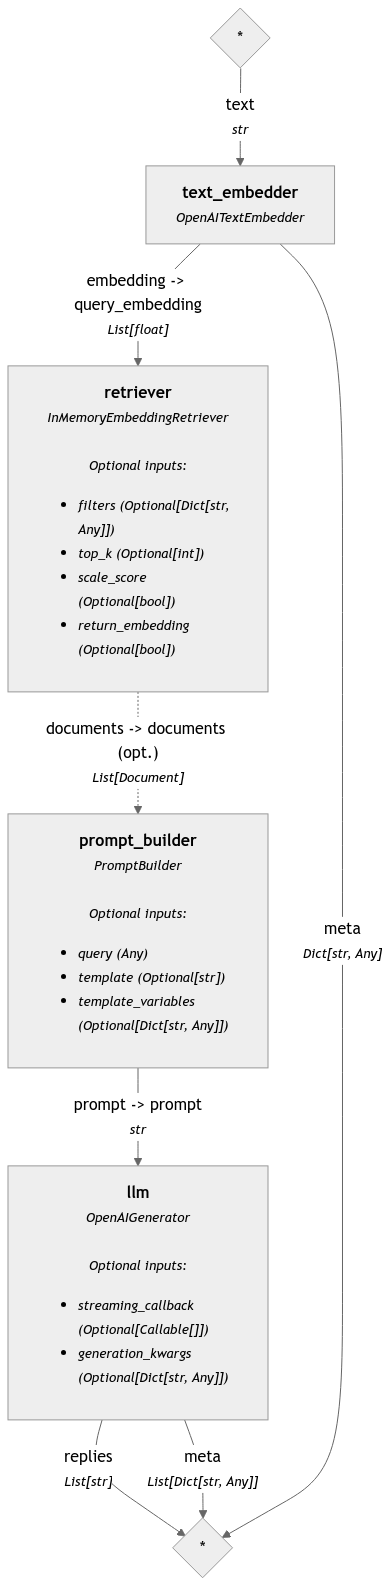 *
text
str
text_embedder
OpenAITextEmbedder
embedding ->
query_embedding
List[float]
retriever
InMemoryEmbeddingRetriever
Optional inputs:
• filters (Optional[Dict[str,
Any]])
• top_k (Optional[int])
• scale_score
(Optional[bool])
• return_embedding
(Optional[bool])
documents -> documents
(opt.)
List[Document]
prompt_builder
PromptBuilder
Optional inputs:
• query (Any)
• template (Optional[str])
• template_variables
(Optional[Dict[str, Any]])
meta
Dict[str, Any]
prompt -> prompt
str
llm
OpenAIGenerator
Optional inputs:
• streaming_callback
(Optional[Callable[]])
• generation_kwargs
(Optional[Dict[str, Any]])
replies
List[str]
meta
List[Dict[str, Any]]
*